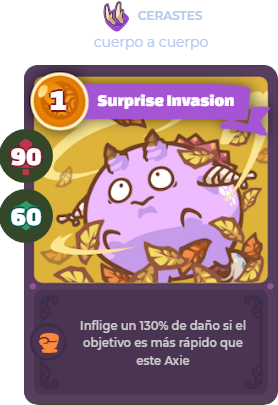 CERASTES
cuerpo a cuerpo
1 Surprise Invasion
90
60
Inflige un 130% de daño si el
objetivo es más rápido que
este Axie